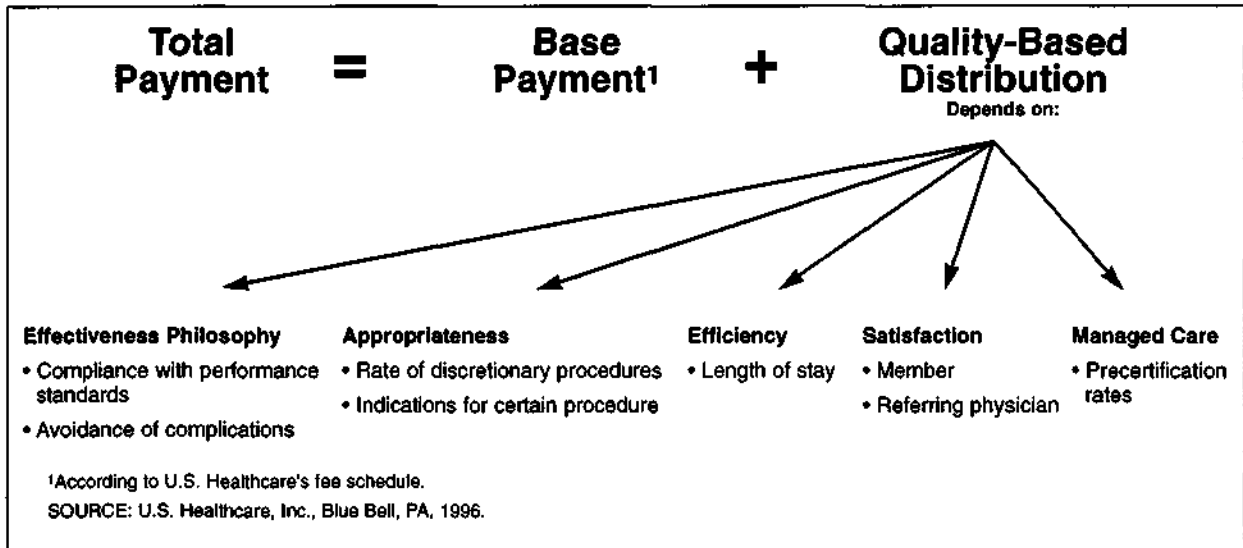 Total Payment = Base Payment¹ + Quality-Based Distribution
Depends on:
Effectiveness Philosophy
• Compliance with performance
standards
• Avoidance of complications
Appropriateness
• Rate of discretionary procedures
• Indications for certain procedure
Efficiency
• Length of stay
Satisfaction
• Member
• Referring physician
Managed Care
• Precertification
rates
¹According to U.S. Healthcare's fee schedule.
SOURCE: U.S. Healthcare, Inc., Blue Bell, PA, 1996.